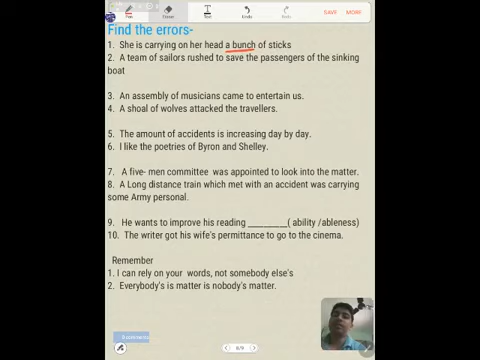 Pen
Eraser
Text
Undo
Redo
SAVE
MORE
Find the errors-
1. She is carrying on her head a bunch of sticks
2. A team of sailors rushed to save the passengers of the sinking
boat
3. An assembly of musicians came to entertain us.
4. A shoal of wolves attacked the travellers.
5. The amount of accidents is increasing day by day.
6. I like the poetries of Byron and Shelley.
7. A five- men committee was appointed to look into the matter.
8. A Long distance train which met with an accident was carrying
some Army personal.
9. He wants to improve his reading __________( ability /ableness)
10. The writer got his wife's permittance to go to the cinema.
Remember
1. I can rely on your words, not somebody else's
2. Everybody's is matter is nobody's matter.